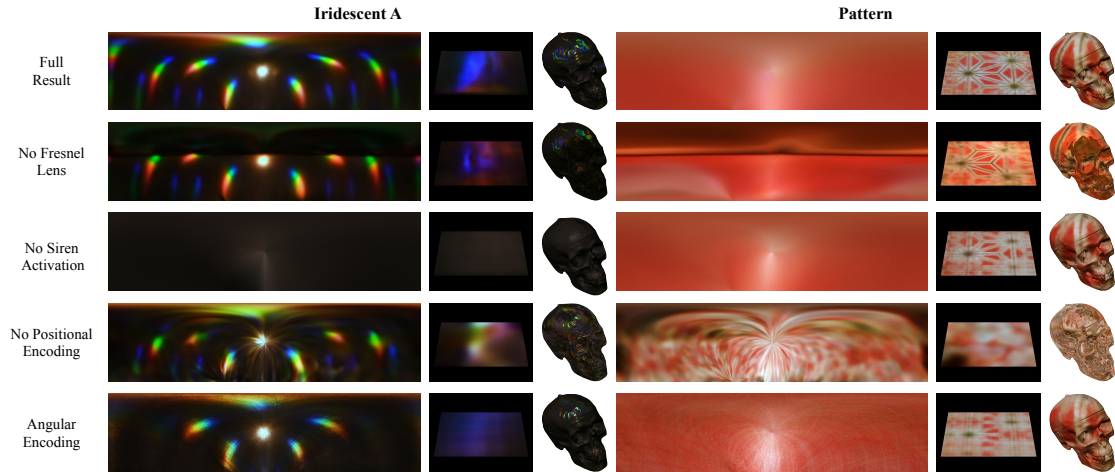 Iridescent A
Pattern
Full
Result
No Fresnel
Lens
No Siren
Activation
No Positional
Encoding
Angular
Encoding